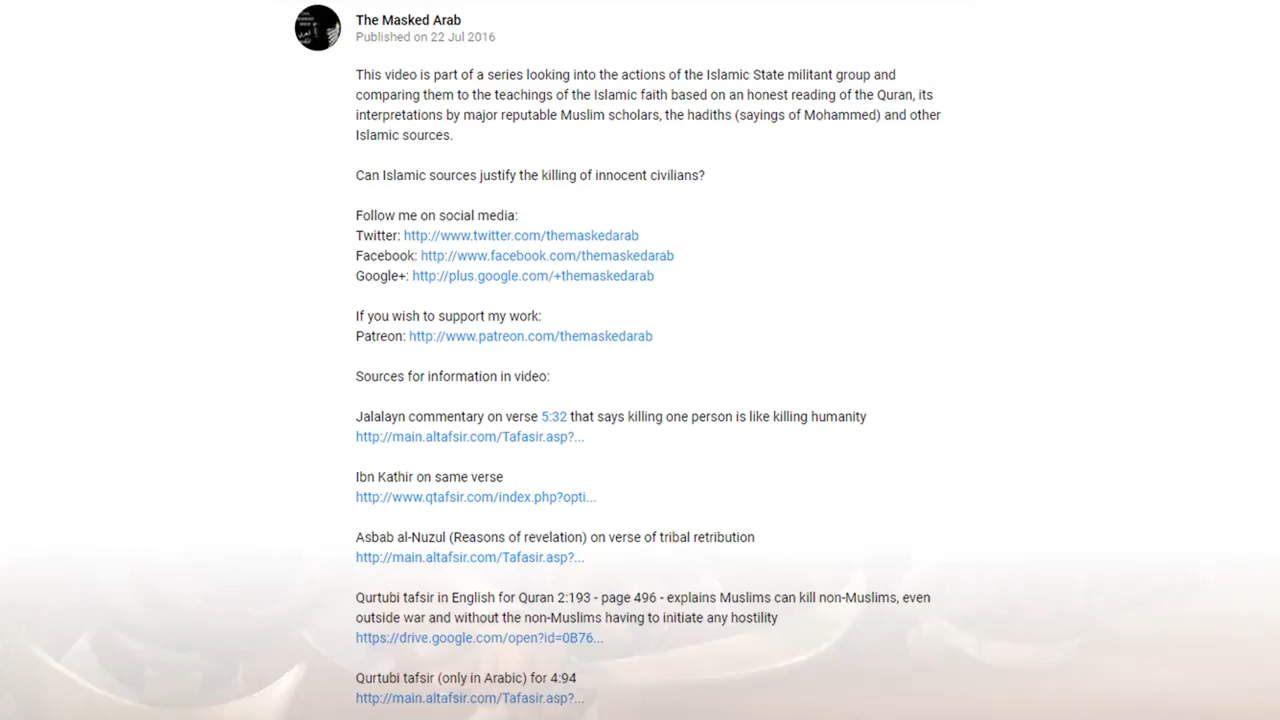 The Masked Arab
Published on 22 Jul 2016
This video is part of a series looking into the actions of the Islamic State militant group and
comparing them to the teachings of the Islamic faith based on an honest reading of the Quran, its
interpretations by major reputable Muslim scholars, the hadiths (sayings of Mohammed) and other
Islamic sources.
Can Islamic sources justify the killing of innocent civilians?
Follow me on social media:
Twitter: http://www.twitter.com/themaskedarab
Facebook: http://www.facebook.com/themaskedarab
Google+: http://plus.google.com/+themaskedarab
If you wish to support my work:
Patreon: http://www.patreon.com/themaskedarab
Sources for information in video:
Jalalayn commentary on verse 5:32 that says killing one person is like killing humanity
http://main.altafsir.com/Tafasir.asp?...
Ibn Kathir on same verse
http://www.qtafsir.com/index.php?opti...
Asbab al-Nuzul (Reasons of revelation) on verse of tribal retribution
http://main.altafsir.com/Tafasir.asp?...
Qurtubi tafsir in English for Quran 2:193 - page 496 - explains Muslims can kill non-Muslims, even
outside war and without the non-Muslims having to initiate any hostility
https://drive.google.com/open?id=0B76...
Qurtubi tafsir (only in Arabic) for 4:94
http://main.altafsir.com/Tafasir.asp?...